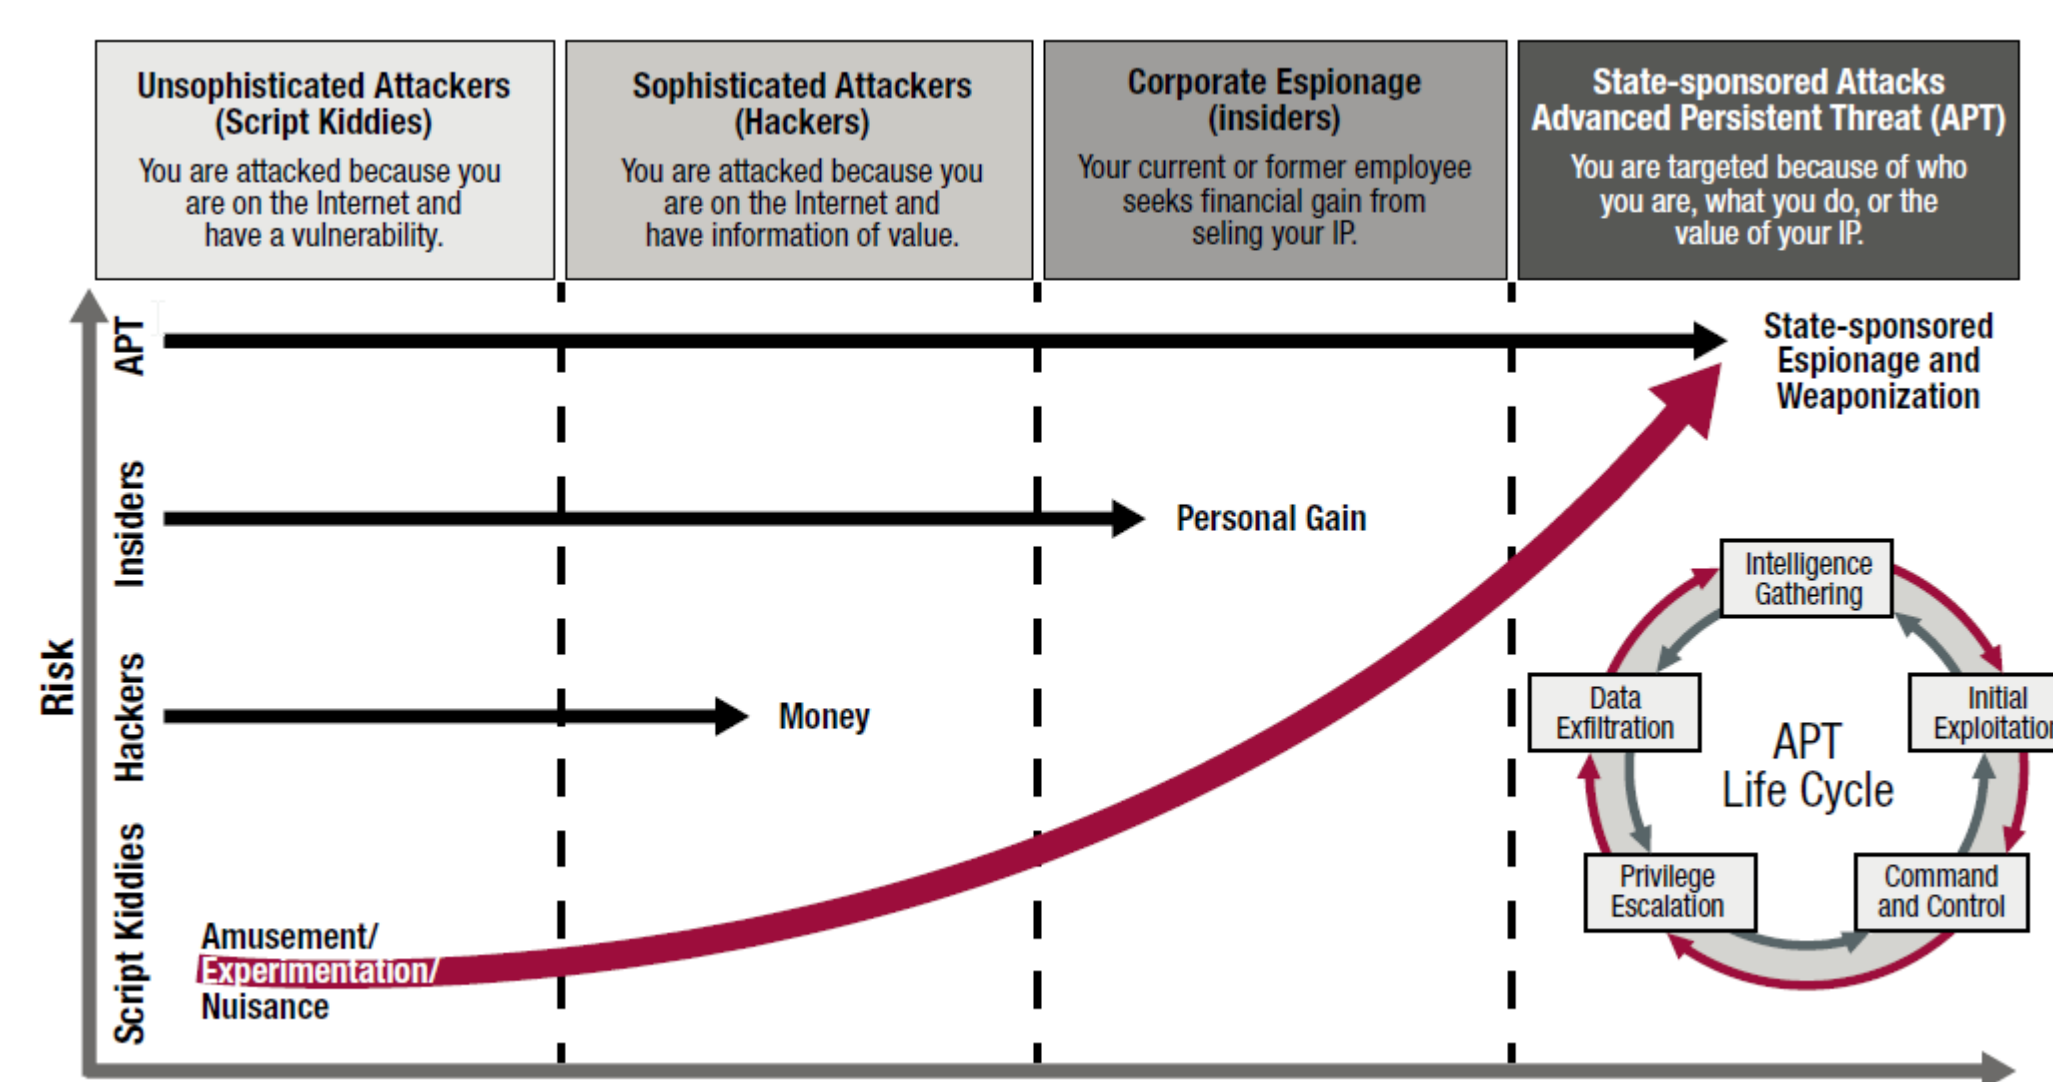 Unsophisticated Attackers
(Script Kiddies)
You are attacked because you
are on the Internet and
have a vulnerability.
Sophisticated Attackers
(Hackers)
You are attacked because you
are on the Internet and
have information of value.
Corporate Espionage
(insiders)
Your current or former employee
seeks financial gain from
seling your IP.
State-sponsored Attacks
Advanced Persistent Threat (APT)
You are targeted because of who
you are, what you do, or the
value of your IP.
Risk
APT
State-sponsored
Espionage and
Weaponization
Insiders
Personal Gain
Hackers
Money
Script Kiddies
Amusement/
Experimentation/
Nuisance
Intelligence
Gathering
Data
Exfiltration
Initial
Exploitation
APT
Life Cycle
Privilege
Escalation
Command
and Control